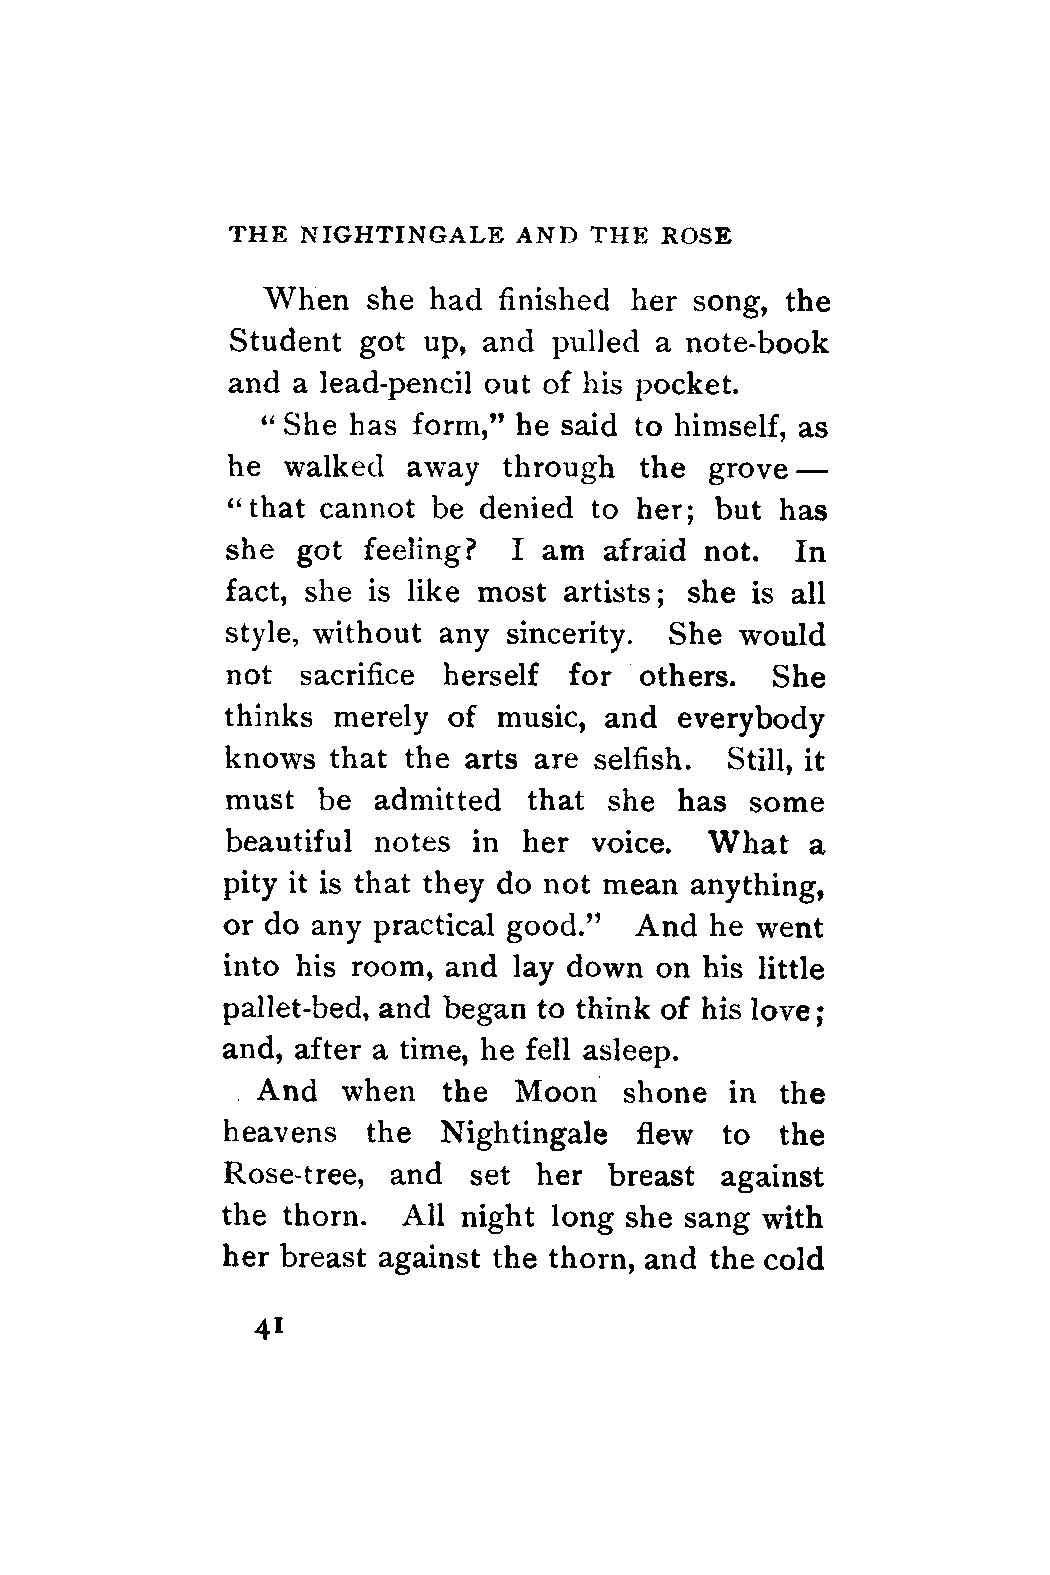 THE NIGHTINGALE AND THE ROSE
When she had finished her song, the
Student got up, and pulled a note-book
and a lead-pencil out of his pocket.
“She has form,” he said to himself, as
he walked away through the grove—
“that cannot be denied to her; but has
she got feeling? I am afraid not. In
fact, she is like most artists; she is all
style, without any sincerity. She would
not sacrifice herself for others. She
thinks merely of music, and everybody
knows that the arts are selfish. Still, it
must be admitted that she has some
beautiful notes in her voice. What a
pity it is that they do not mean anything,
or do any practical good.” And he went
into his room, and lay down on his little
pallet-bed, and began to think of his love;
and, after a time, he fell asleep.
And when the Moon shone in the
heavens the Nightingale flew to the
Rose-tree, and set her breast against
the thorn. All night long she sang with
her breast against the thorn, and the cold
41